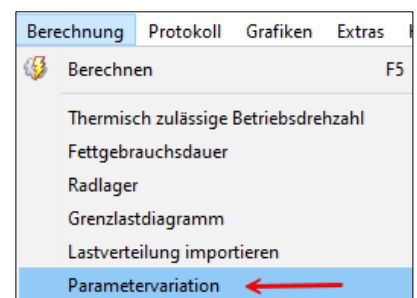 Berechnung Protokoll Grafiken Extras
Berechnen F5
Thermisch zulässige Betriebsdrehzahl
Fettgebrauchsdauer
Radlager
Grenzlastdiagramm
Lastverteilung importieren
Parametervariation